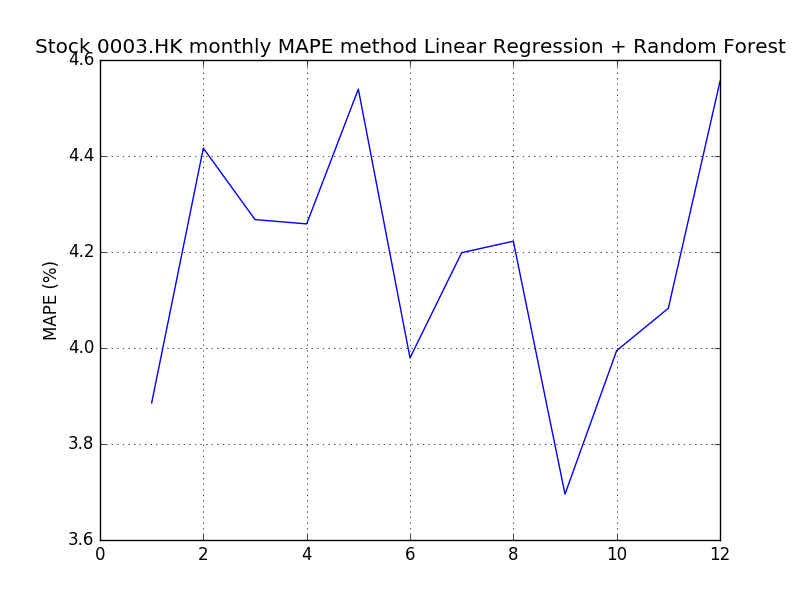 Stock 0003.HK monthly MAPE method Linear Regression + Random Forest
4.6
4.4
4.2
4.0
3.8
3.6
MAPE (%)
0 2 4 6 8 10 12